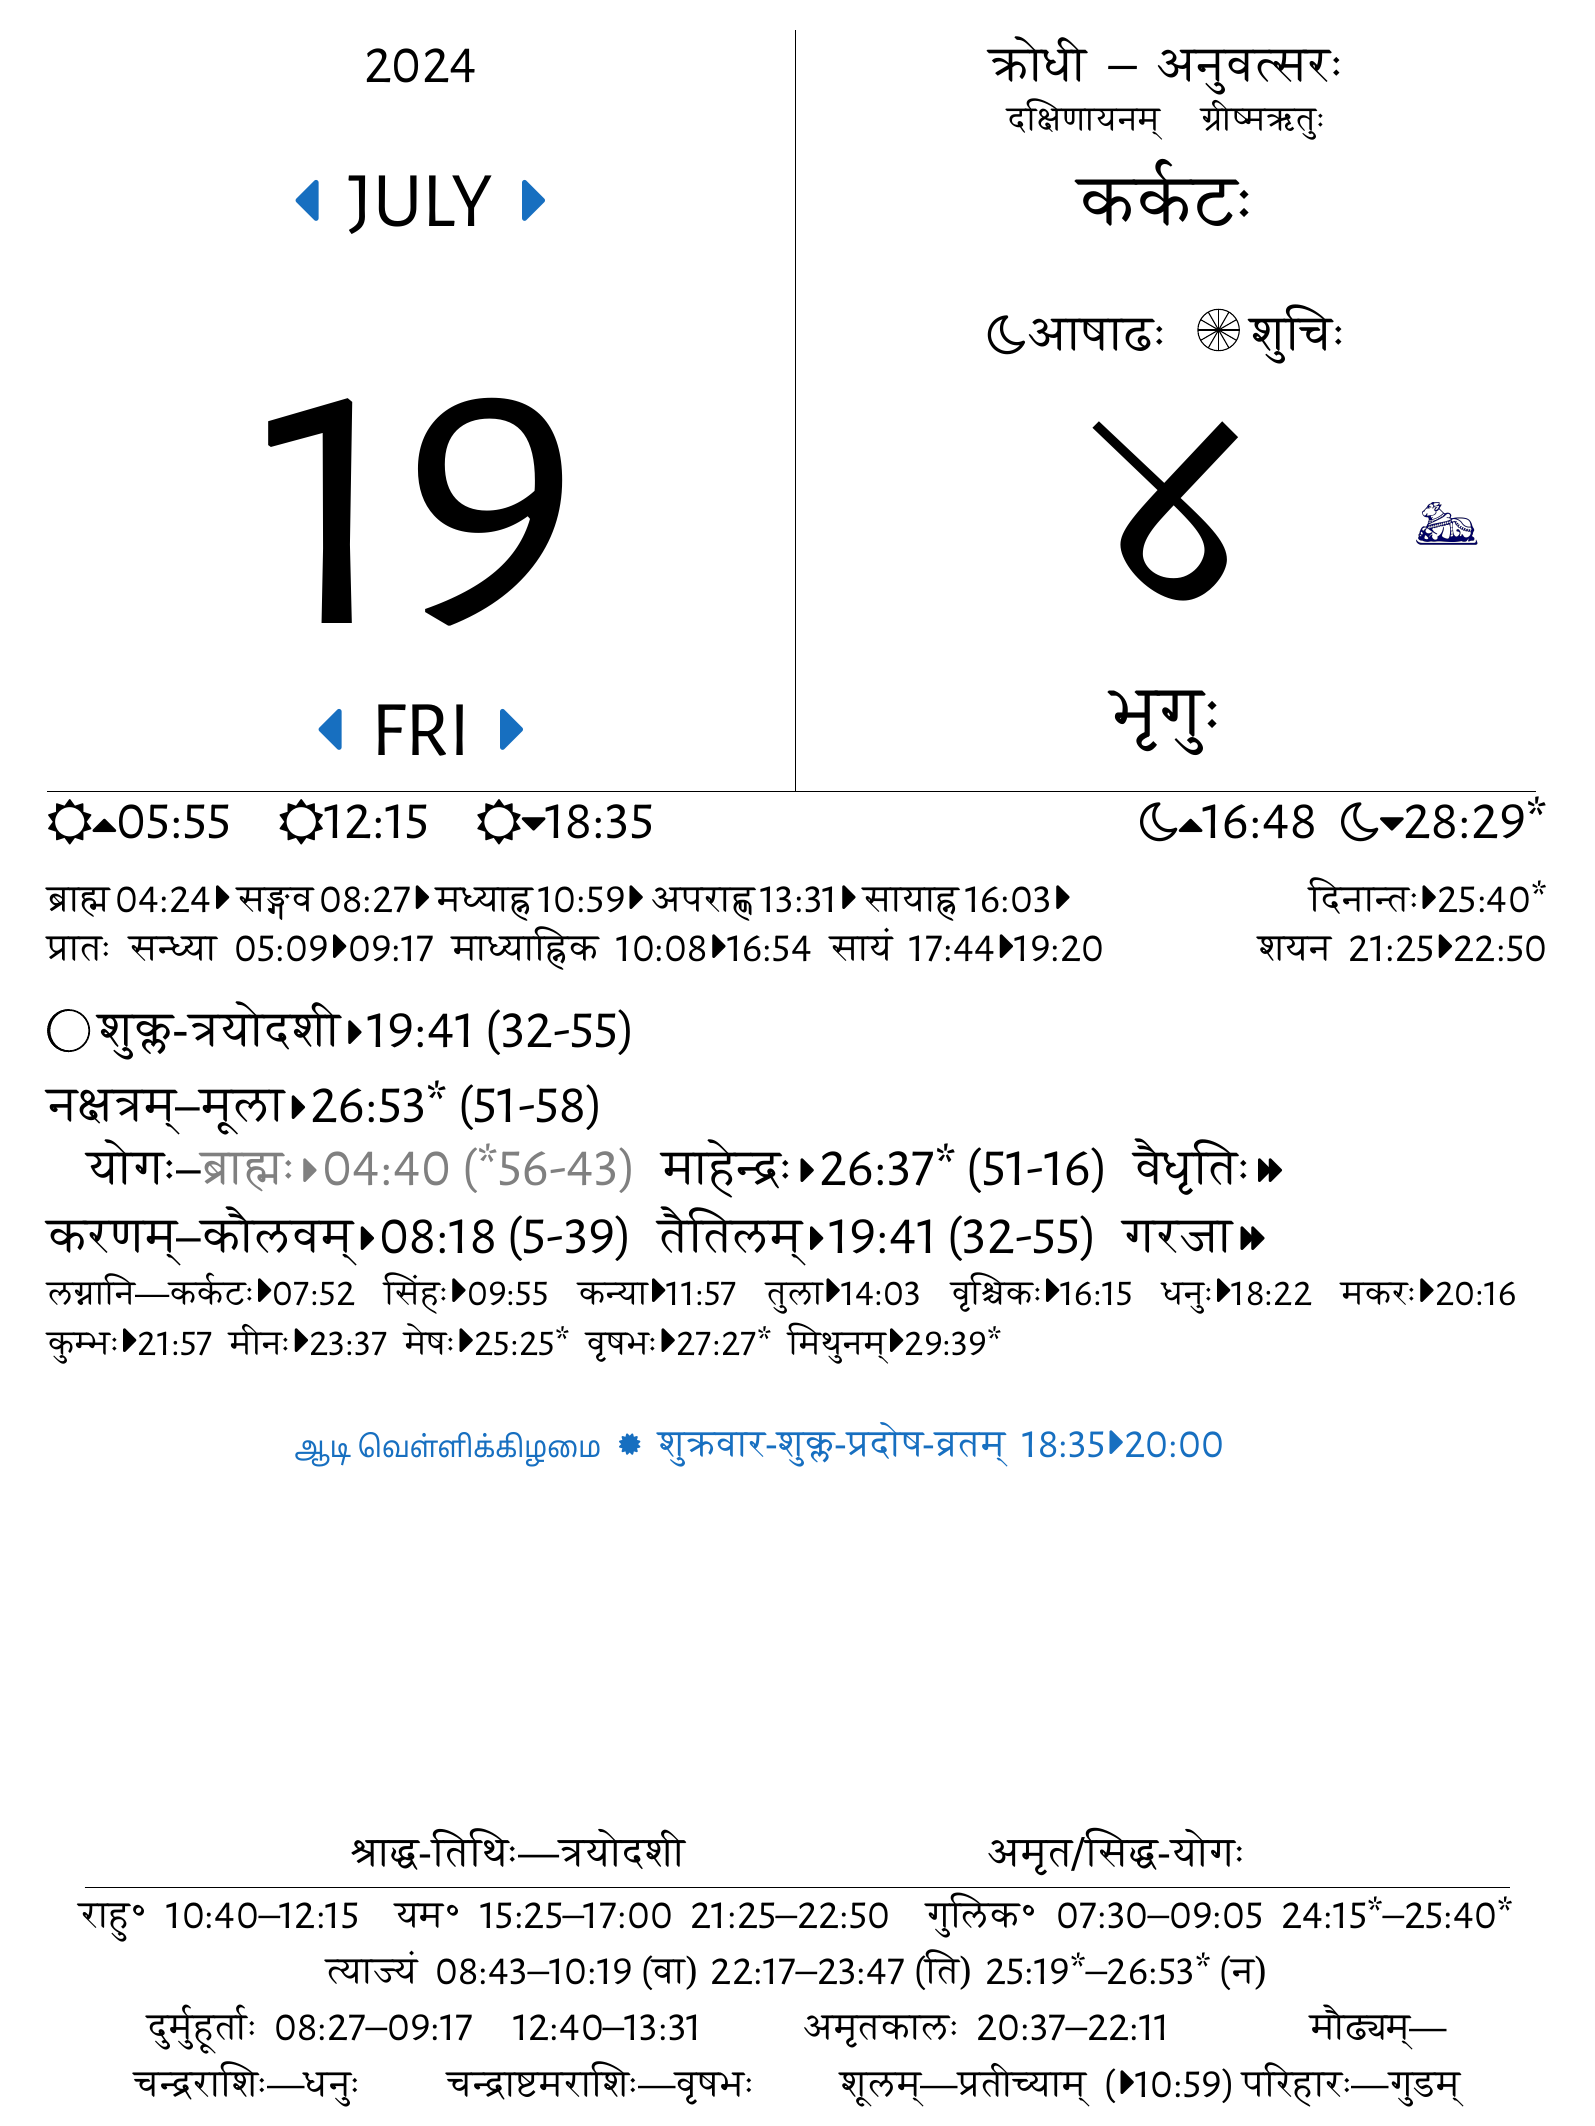 2024
JULY
19
FRI
क्रोधी – अनुवत्सरः
दक्षिणायनम् ग्रीष्मऋतुः
कर्कटः
आषाढः शुचिः
४
भृगुः
05:55 12:15 18:35 16:48 28:29*
ब्राह्म 04:24 सङ्गव 08:27 मध्याह्न 10:59 अपराह्ण 13:31 सायाह्न 16:03 दिनान्तः 25:40*
प्रातः सन्ध्या 05:09 09:17 माध्याह्निक 10:08 16:54 सायं 17:44 19:20 शयन 21:25 22:50
शुक्ल-त्रयोदशी 19:41 (32-55)
नक्षत्रम्–मूला 26:53* (51-58)
योगः–ब्राह्मः 04:40 (*56-43) माहेन्द्रः 26:37* (51-16) वैधृतिः
करणम्–कौलवम् 08:18 (5-39) तैतिलम् 19:41 (32-55) गरजा
लग्नानि—कर्कटः 07:52 सिंहः 09:55 कन्या 11:57 तुला 14:03 वृश्चिकः 16:15 धनुः 18:22 मकरः 20:16
कुम्भः 21:57 मीनः 23:37 मेषः 25:25* वृषभः 27:27* मिथुनम् 29:39*
ஆடி வெள்ளிக்கிழமை ✹ शुक्रवार-शुक्ल-प्रदोष-व्रतम् 18:35 20:00
श्राद्ध-तिथिः—त्रयोदशी अमृत/सिद्ध-योगः
राहु॰ 10:40–12:15 यम॰ 15:25–17:00 21:25–22:50 गुलिक॰ 07:30–09:05 24:15*–25:40*
त्याज्यं 08:43–10:19 (वा) 22:17–23:47 (ति) 25:19*–26:53* (न)
दुर्मुहूर्ताः 08:27–09:17 12:40–13:31 अमृतकालः 20:37–22:11 मौढ्यम्—
चन्द्रराशिः—धनुः चन्द्राष्टमराशिः—वृषभः शूलम्—प्रतीच्याम् (10:59) परिहारः—गुडम्